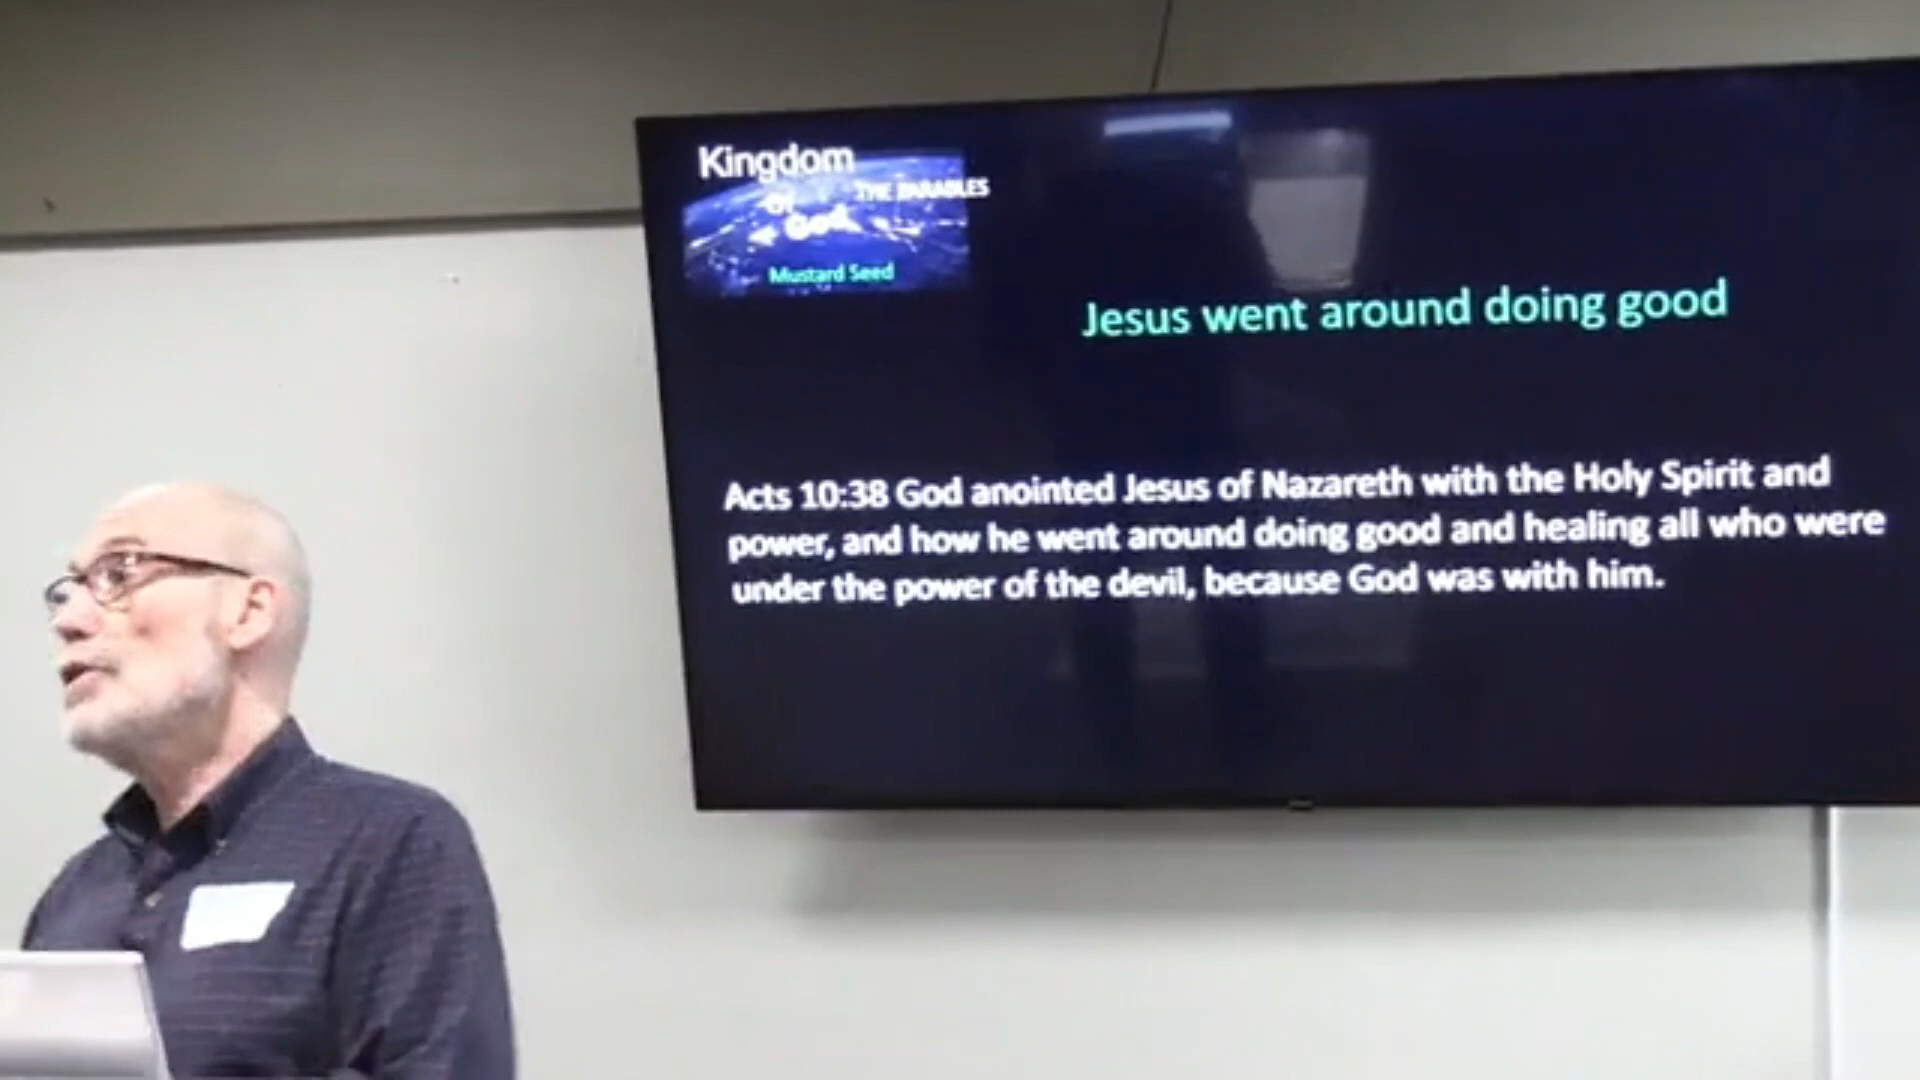 Kingdom
THE PARABLES
Of
God
Mustard Seed
Jesus went around doing good
Acts 10:38 God anointed Jesus of Nazareth with the Holy Spirit and
power, and how he went around doing good and healing all who were
under the power of the devil, because God was with him.